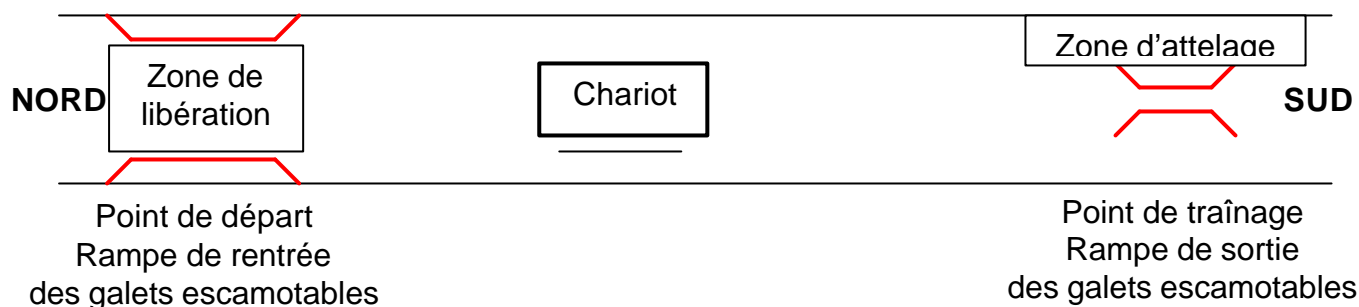 NORD
Zone de
libération
Chariot
Zone d'attelage
SUD
Point de départ
Rampe de rentrée
des galets escamotables
Point de traînage
Rampe de sortie
des galets escamotables